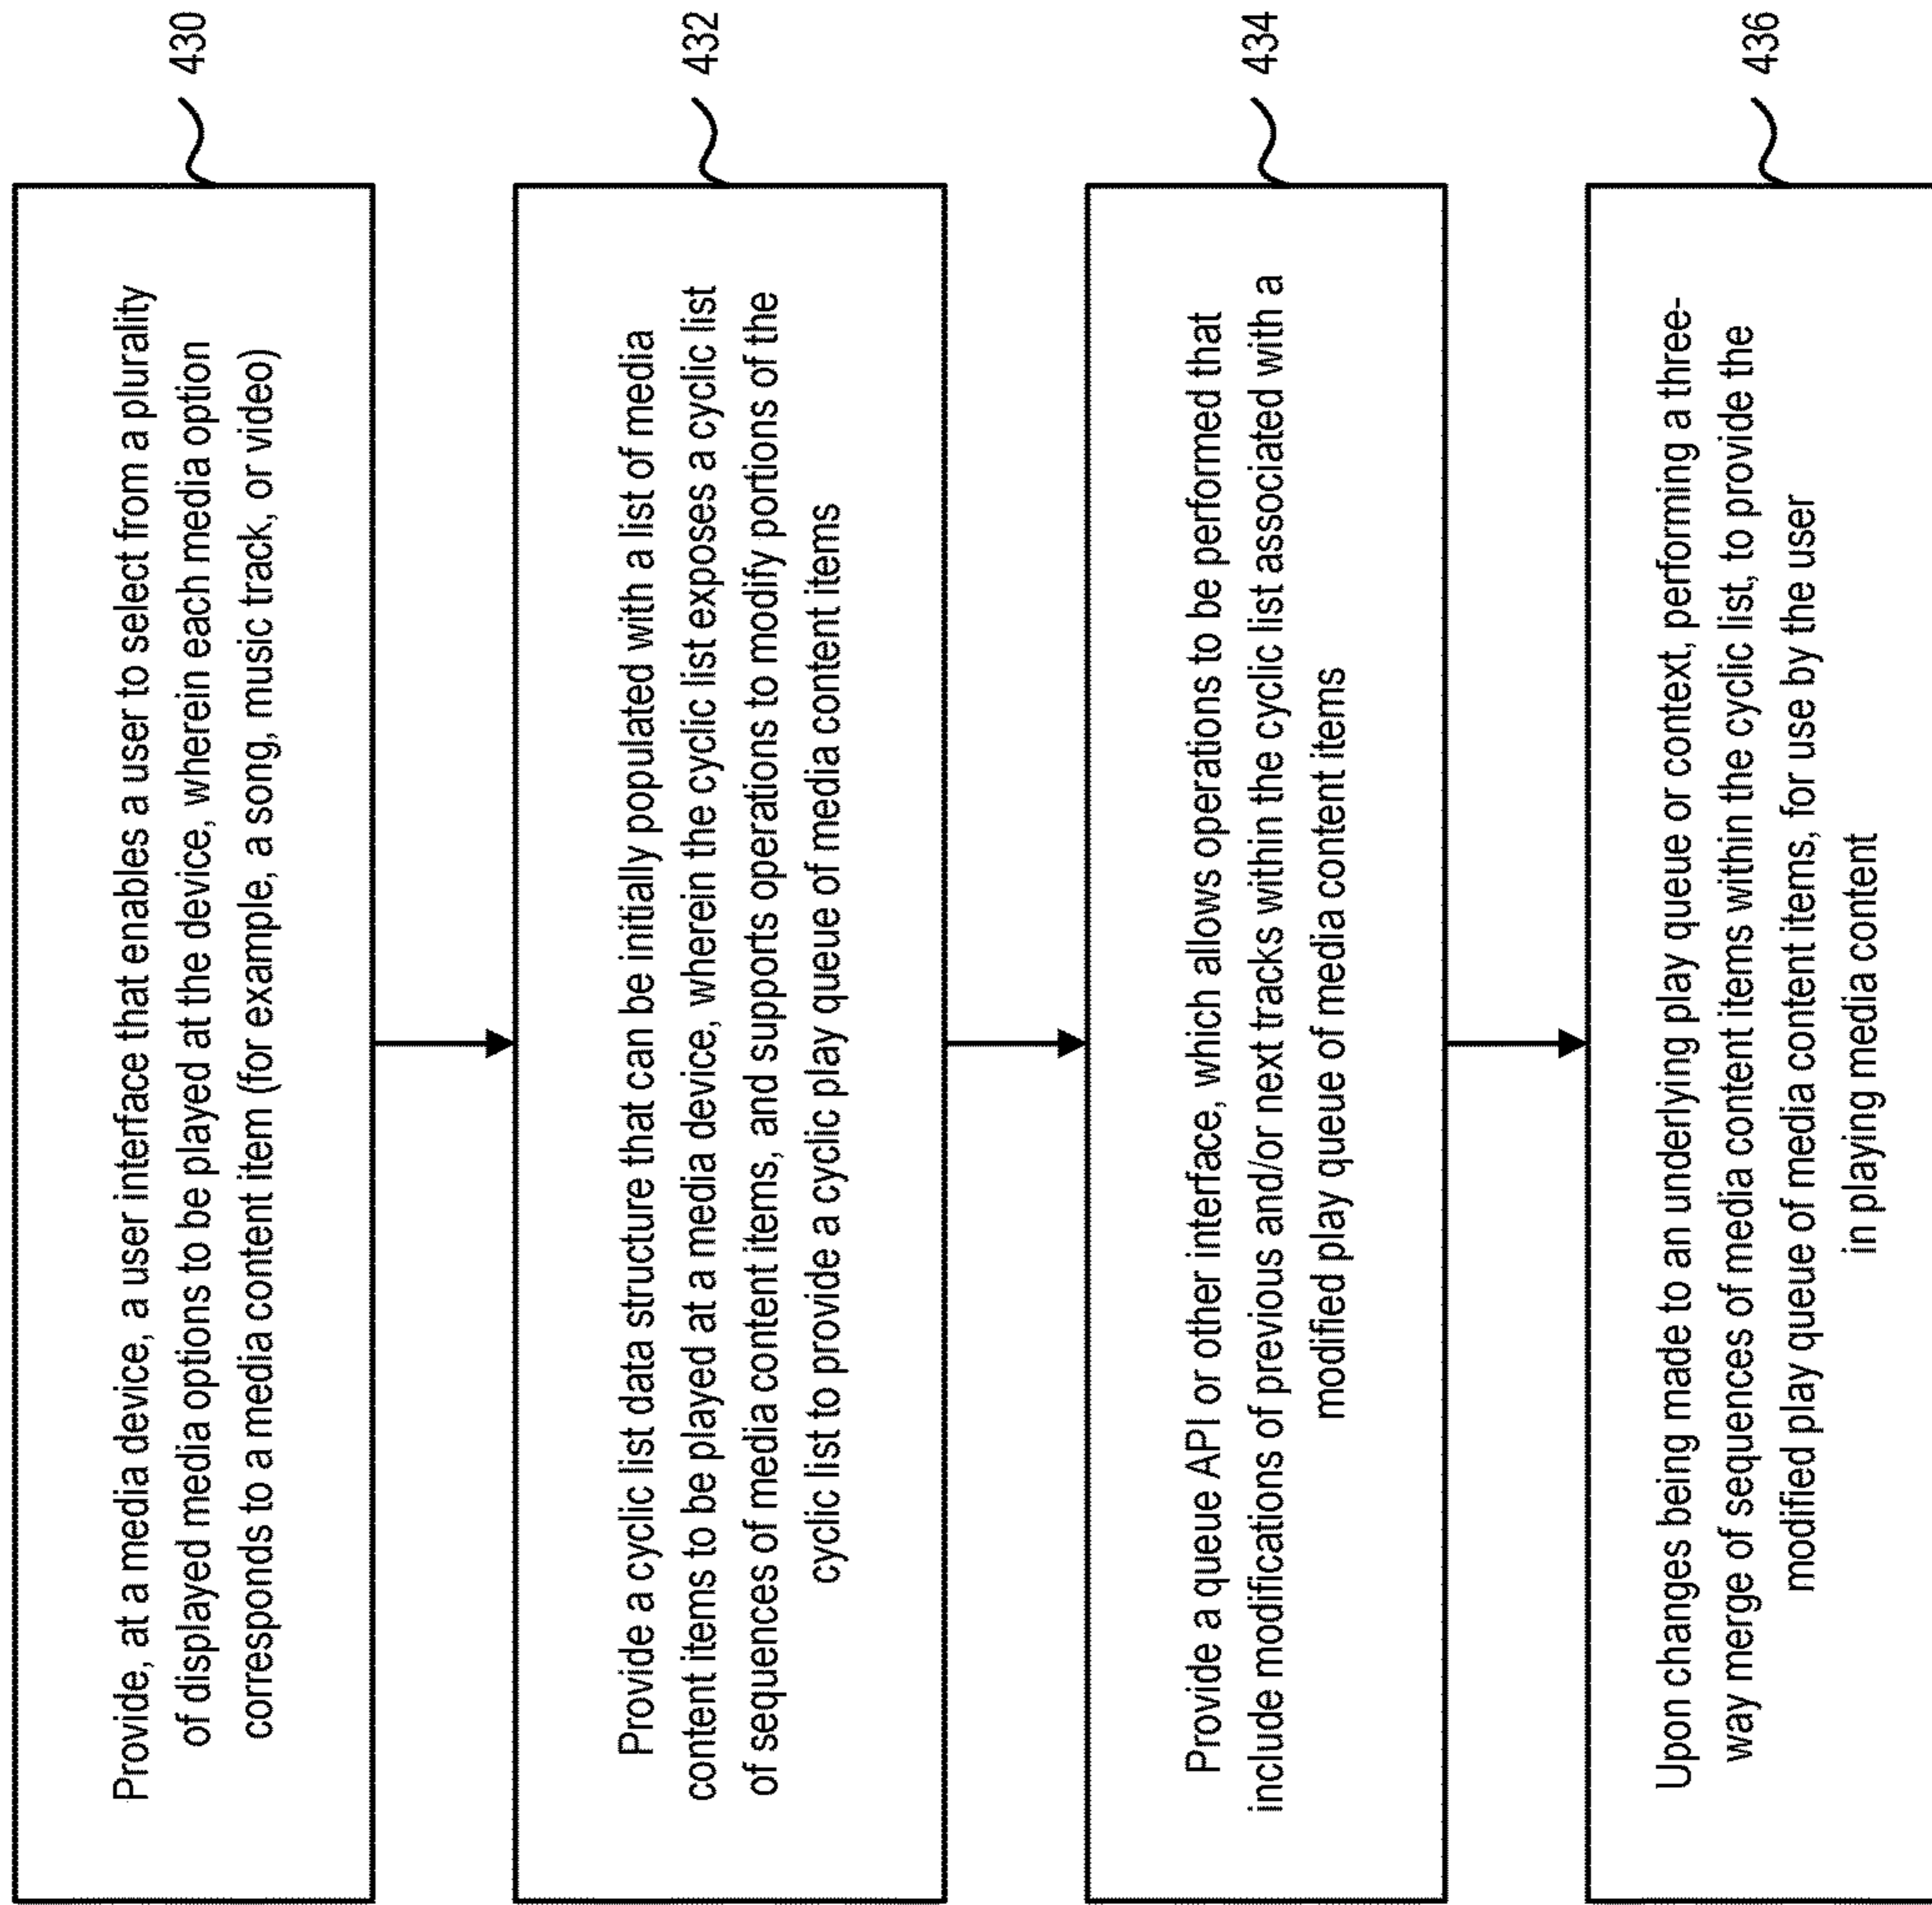 Provide, at a media device, a user interface that enables a user to select from a plurality
of displayed media options to be played at the device, wherein each media option
corresponds to a media content item (for example, a song, music track, or video)
430
Provide a cyclic list data structure that can be initially populated with a list of media
content items to be played at a media device, wherein the cyclic list exposes a cyclic list
of sequences of media content items, and supports operations to modify portions of the
cyclic list to provide a cyclic play queue of media content items
432
Provide a queue API or other interface, which allows operations to be performed that
include modifications of previous and/or next tracks within the cyclic list associated with a
modified play queue of media content items
434
Upon changes being made to an underlying play queue or context, performing a three-
way merge of sequences of media content items within the cyclic list, to provide the
modified play queue of media content items, for use by the user
in playing media content
436